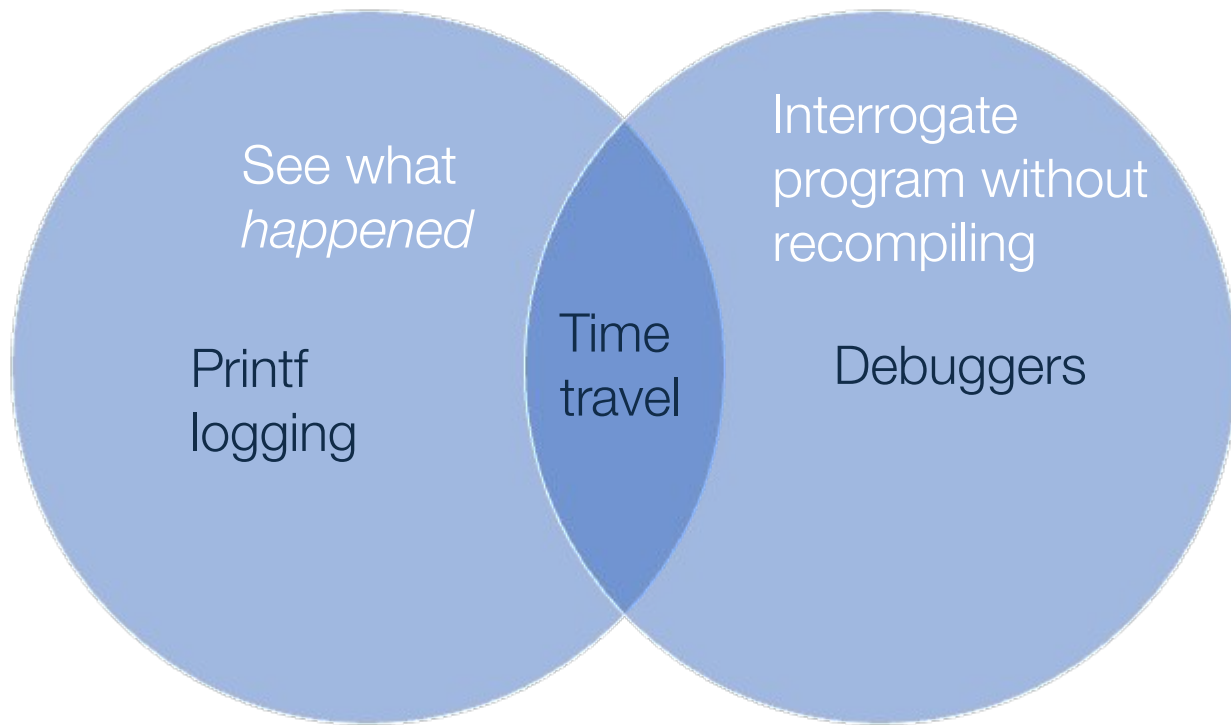 See what
happened
Printf
logging
Time
travel
Interrogate
program without
recompiling
Debuggers